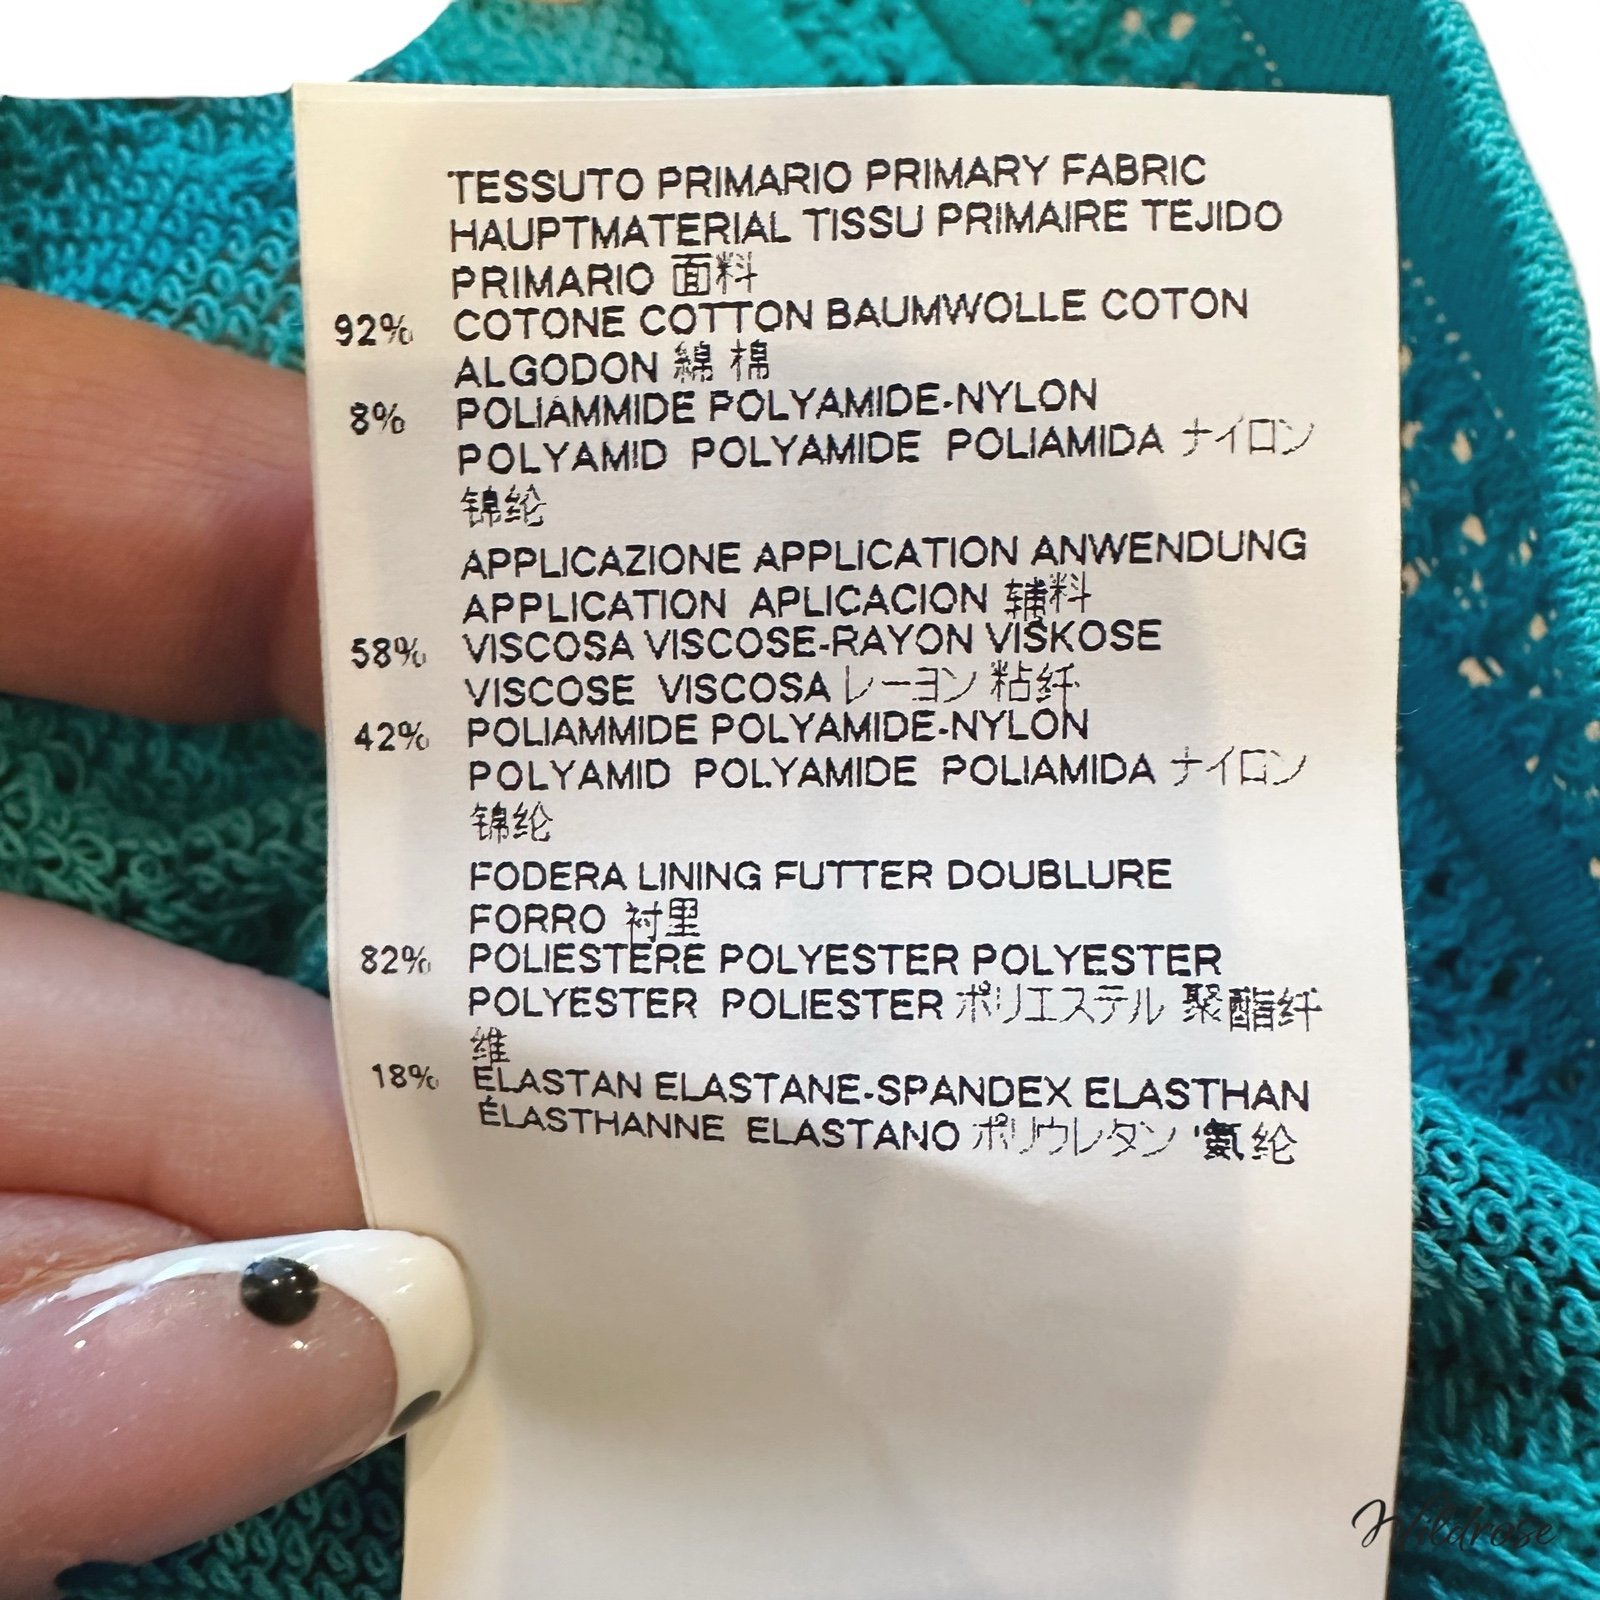 TESSUTO PRIMARIO PRIMARY FABRIC
HAUPTMATERIAL TISSU PRIMAIRE TEJIDO
PRIMARIO 面料
92% COTONE COTTON BAUMWOLLE COTON
ALGODON 綿 棉
8% POLIAMMIDE POLYAMIDE-NYLON
POLYAMID POLYAMIDE POLIAMIDA ナイロン
锦纶
APPLICAZIONE APPLICATION ANWENDUNG
APPLICATION APLICACION 辅料
58% VISCOSA VISCOSE-RAYON VISKOSE
VISCOSE VISCOSA レーヨン 粘纤
42% POLIAMMIDE POLYAMIDE-NYLON
POLYAMID POLYAMIDE POLIAMIDA ナイロン
锦纶
FODERA LINING FUTTER DOUBLURE
FORRO 衬里
82% POLIESTERE POLYESTER POLYESTER
POLYESTER POLIESTER ポリエステル 聚酯纤
维
18% ELASTAN ELASTANE-SPANDEX ELASTHAN
ÉLASTHANNE ELASTANO ポリウレタン 氨纶
Wildrose